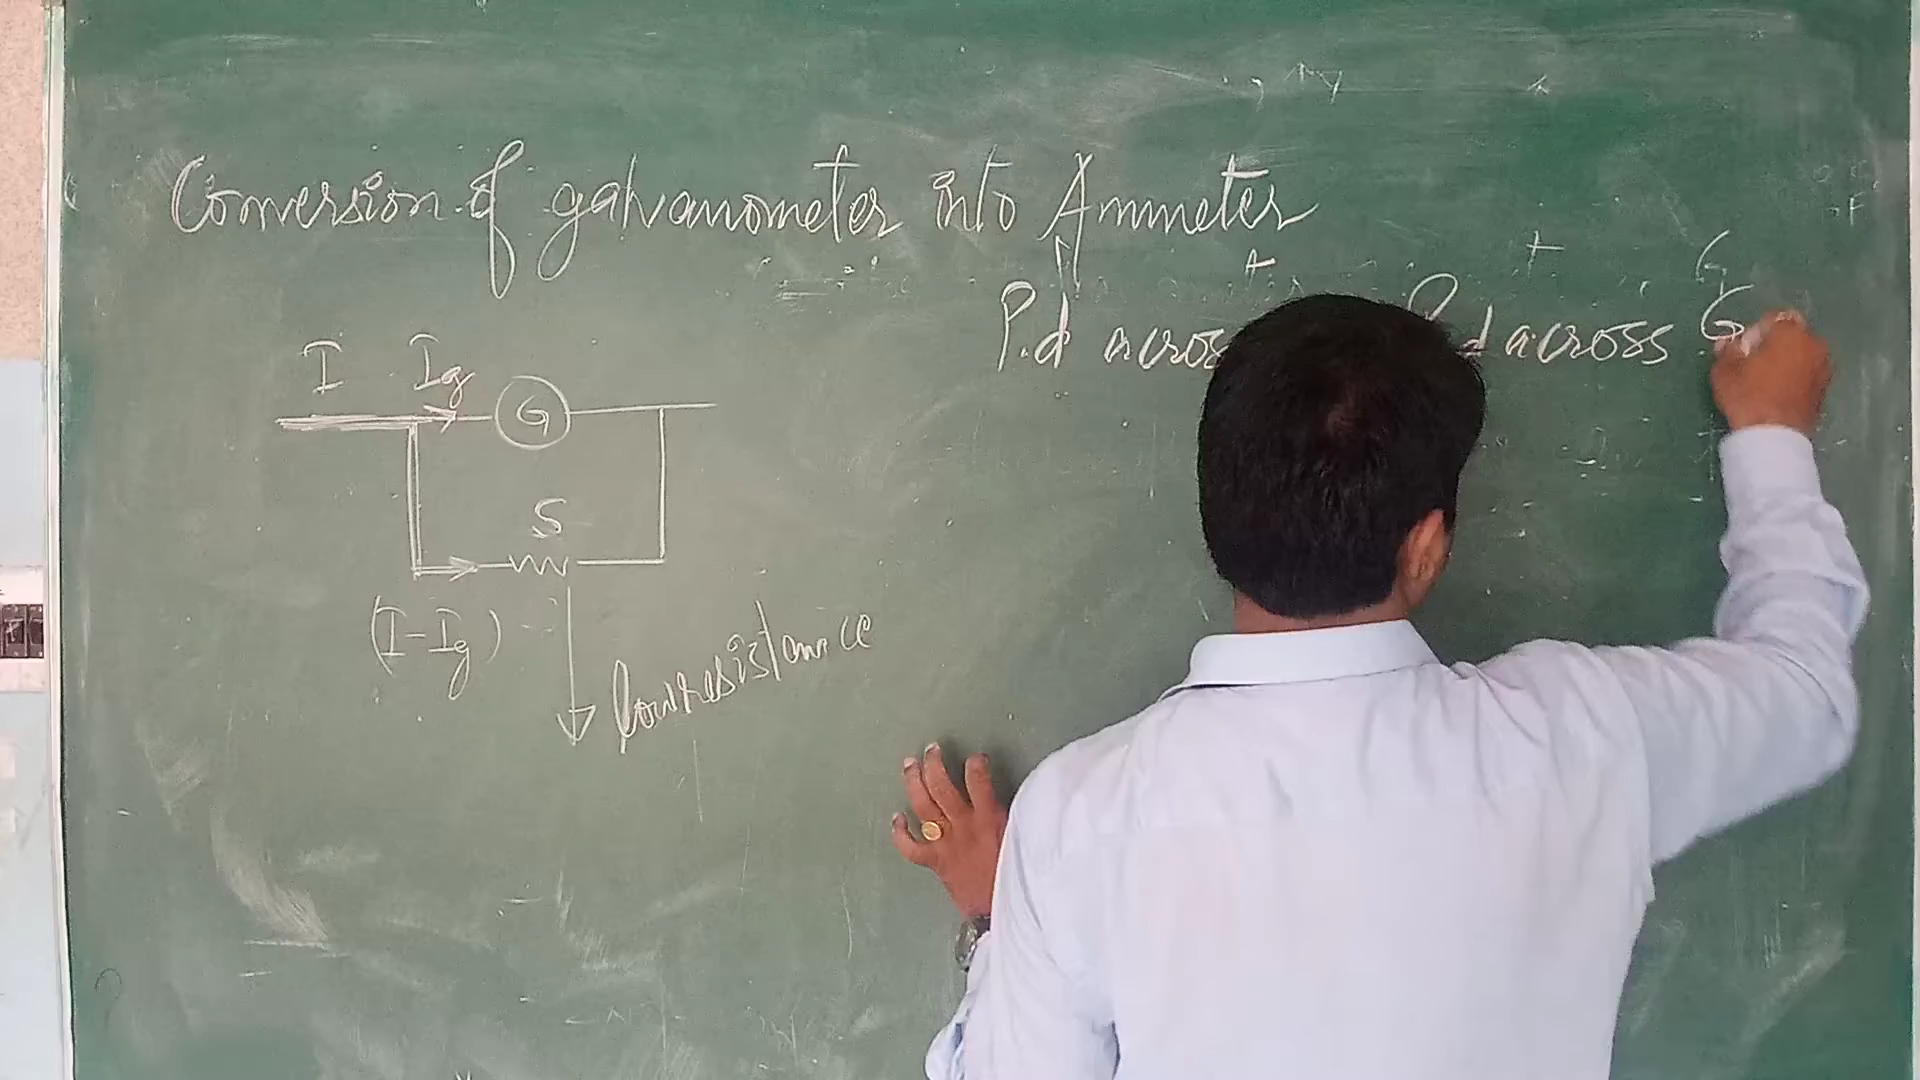 Conversion of galvanometer into Ammeter
P.d across
d across G
I Ig
G
S
(I-Ig)
low resistance